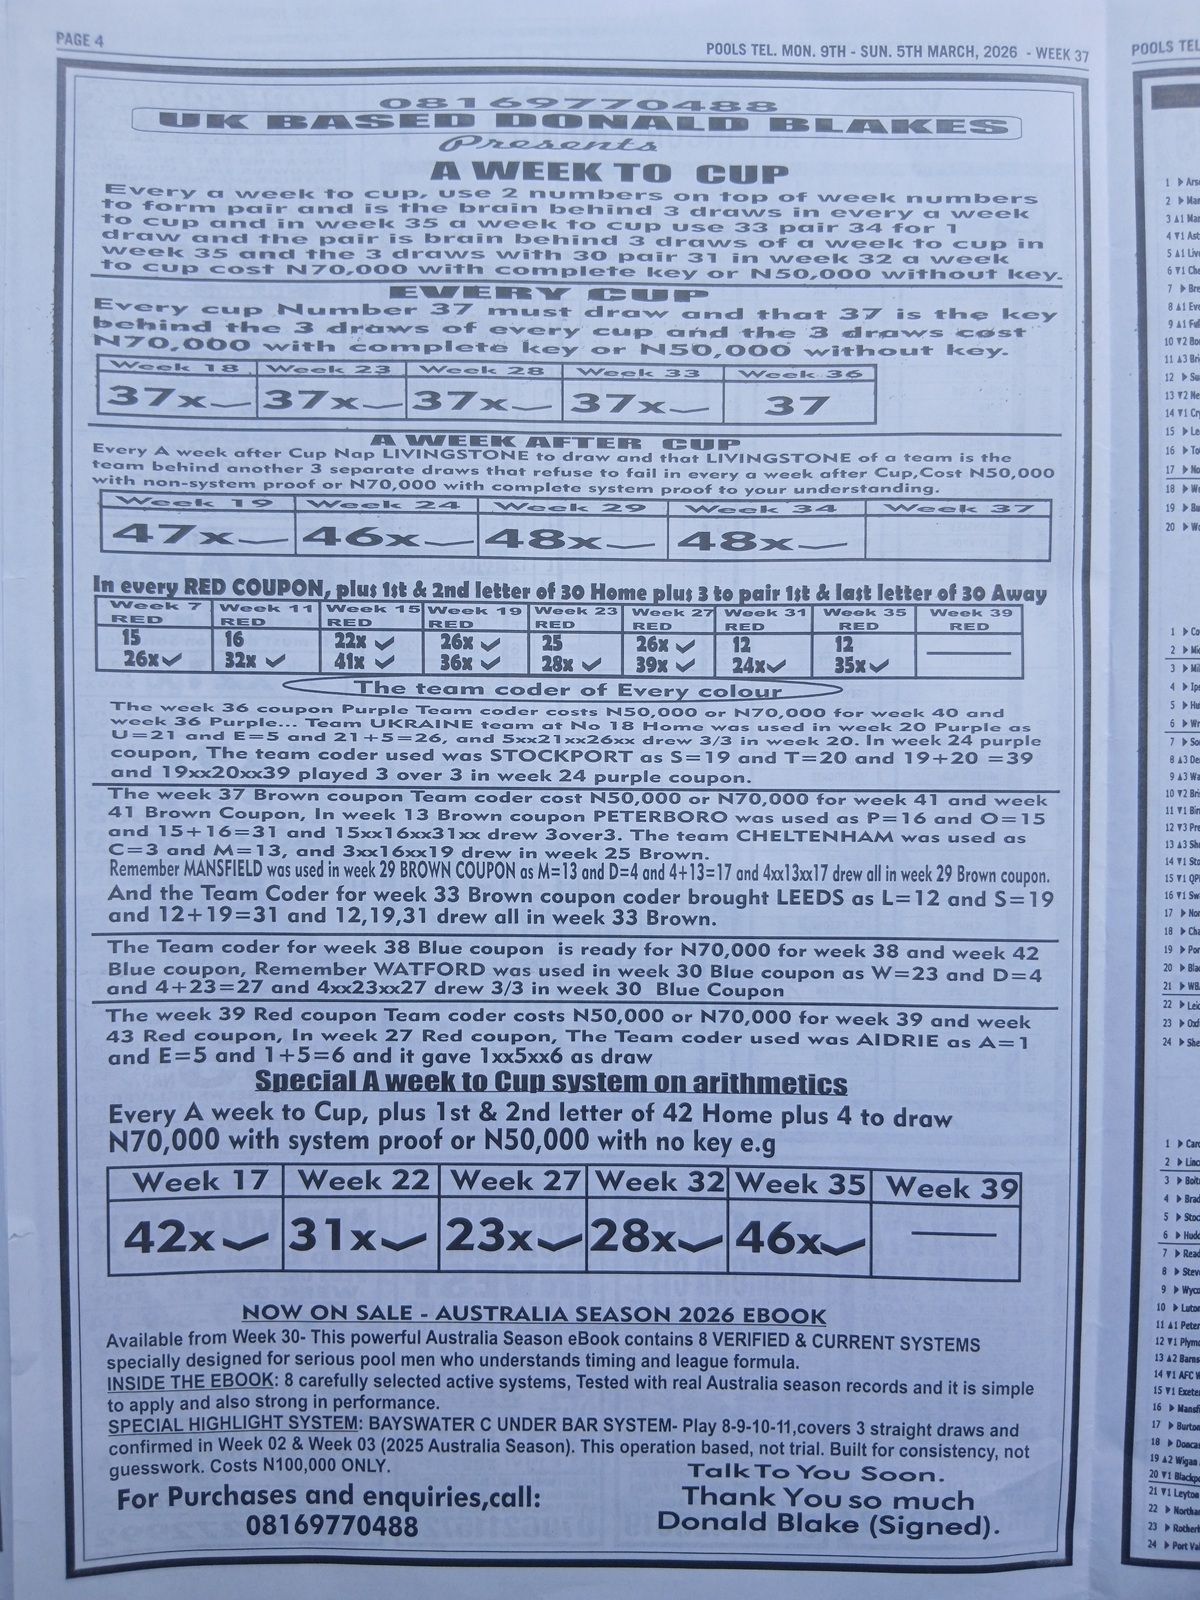 PAGE 4
POOLS TEL. MON. 9TH - SUN. 5TH MARCH, 2026 - WEEK 37
08169770488
UK BASED DONALD BLAKES
Presents
A WEEK TO CUP
Every a week to cup, use 2 numbers on top of week numbers
to form pair and is the brain behind 3 draws in every a week
to cup and in week 35 a week to cup use 33 pair 34 for 1
draw and the pair is brain behind 3 draws of a week to cup in
week 35 and the 3 draws with 30 pair 31 in week 32 a week
to cup cost N70,000 with complete key or N50,000 without key.
EVERY CUP
Every cup Number 37 must draw and that 37 is the key
behind the 3 draws of every cup and the 3 draws cost
N70,000 with complete key or N50,000 without key.
Week 18 Week 23 Week 28 Week 33 Week 36
37x 37x 37x 37x 37
A WEEK AFTER CUP
Every A week after Cup Nap LIVINGSTONE to draw and that LIVINGSTONE of a team is the
team behind another 3 separate draws that refuse to fail in every a week after Cup,Cost N50,000
with non-system proof or N70,000 with complete system proof to your understanding.
Week 19 Week 24 Week 29 Week 34 Week 37
47x 46x 48x 48x
In every RED COUPON, plus 1st & 2nd letter of 30 Home plus 3 to pair 1st & last letter of 30 Away
Week 7 Week 11 Week 15 Week 19 Week 23 Week 27 Week 31 Week 35 Week 39
RED RED RED RED RED RED RED RED RED
15 16 22x ✓ 26x ✓ 25 26x ✓ 12 12
26x ✓ 32x ✓ 41x ✓ 36x ✓ 28x ✓ 39x ✓ 24x ✓ 35x ✓
The team coder of Every colour
The week 36 coupon Purple Team coder costs N50,000 or N70,000 for week 40 and
week 36 Purple... Team UKRAINE team at No 18 Home was used in week 20 Purple as
U=21 and E=5 and 21+5=26, and 5xx21xx26xx drew 3/3 in week 20. In week 24 purple
coupon, The team coder used was STOCKPORT as S=19 and T=20 and 19+20 =39
and 19xx20xx39 played 3 over 3 in week 24 purple coupon.
The week 37 Brown coupon Team coder cost N50,000 or N70,000 for week 41 and week
41 Brown Coupon, In week 13 Brown coupon PETERBORO was used as P=16 and O=15
and 15+16=31 and 15xx16xx31xx drew 3over3. The team CHELTENHAM was used as
C=3 and M=13, and 3xx16xx19 drew in week 25 Brown.
Remember MANSFIELD was used in week 29 BROWN COUPON as M=13 and D=4 and 4+13=17 and 4xx13xx17 drew all in week 29 Brown coupon.
And the Team Coder for week 33 Brown coupon coder brought LEEDS as L=12 and S=19
and 12+19=31 and 12,19,31 drew all in week 33 Brown.
The Team coder for week 38 Blue coupon is ready for N70,000 for week 38 and week 42
Blue coupon, Remember WATFORD was used in week 30 Blue coupon as W=23 and D=4
and 4+23=27 and 4xx23xx27 drew 3/3 in week 30 Blue Coupon
The week 39 Red coupon Team coder costs N50,000 or N70,000 for week 39 and week
43 Red coupon, In week 27 Red coupon, The Team coder used was AIDRIE as A=1
and E=5 and 1+5=6 and it gave 1xx5xx6 as draw
Special A week to Cup system on arithmetics
Every A week to Cup, plus 1st & 2nd letter of 42 Home plus 4 to draw
N70,000 with system proof or N50,000 with no key e.g
Week 17 Week 22 Week 27 Week 32 Week 35 Week 39
42x 31x 23x 28x 46x
NOW ON SALE - AUSTRALIA SEASON 2026 EBOOK
Available from Week 30- This powerful Australia Season eBook contains 8 VERIFIED & CURRENT SYSTEMS
specially designed for serious pool men who understands timing and league formula.
INSIDE THE EBOOK: 8 carefully selected active systems, Tested with real Australia season records and it is simple
to apply and also strong in performance.
SPECIAL HIGHLIGHT SYSTEM: BAYSWATER C UNDER BAR SYSTEM- Play 8-9-10-11,covers 3 straight draws and
confirmed in Week 02 & Week 03 (2025 Australia Season). This operation based, not trial. Built for consistency, not
guesswork. Costs N100,000 ONLY.
Talk To You Soon.
For Purchases and enquiries,call:
Thank You so much
08169770488
Donald Blake (Signed).
POOLS TEL